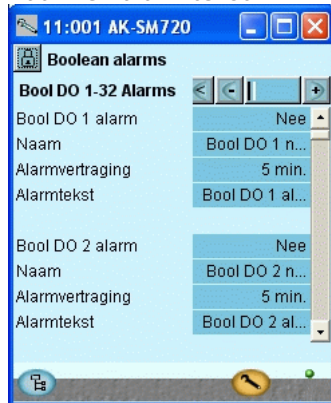 11:001 AK-SM720
Boolean alarms
Bool DO 1-32 Alarms
Bool DO 1 alarm Nee
Naam Bool DO 1 n...
Alarmvertraging 5 min.
Alarmtekst Bool DO 1 al...
Bool DO 2 alarm Nee
Naam Bool DO 2 n...
Alarmvertraging 5 min.
Alarmtekst Bool DO 2 al...